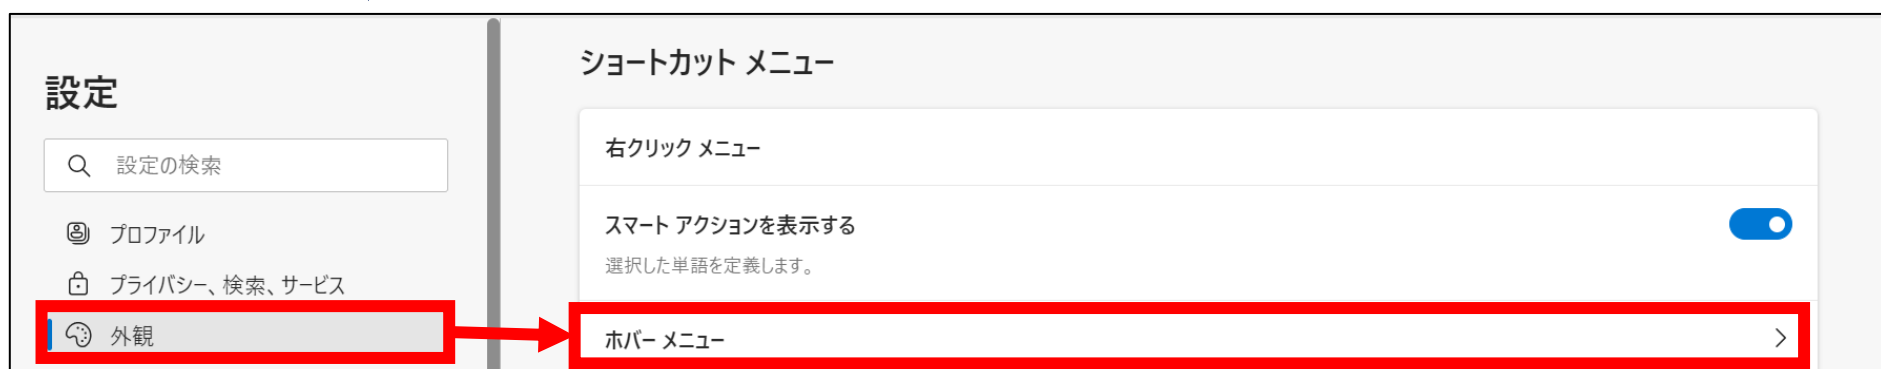 設定
設定の検索
プロファイル
プライバシー、検索、サービス
外観
ショートカット メニュー
右クリック メニュー
スマート アクションを表示する
選択した単語を定義します。
ホバー メニュー